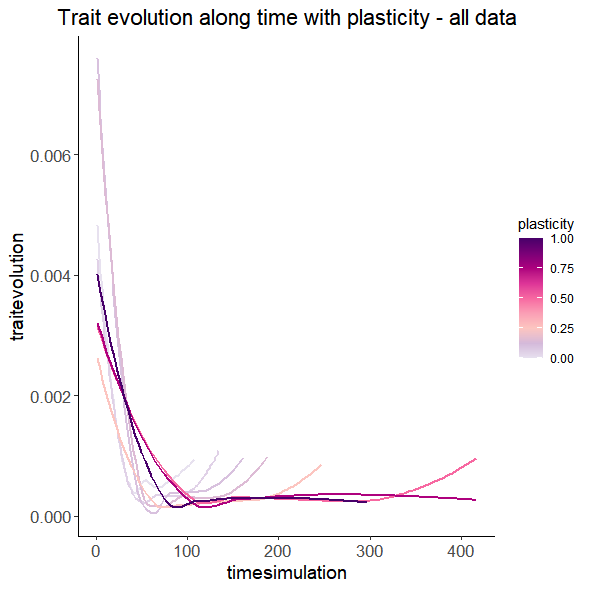 Trait evolution along time with plasticity - all data
traitevolution
0.006
0.004
0.002
0.000
0 100 200 300 400
timesimulation
plasticity
1.00
0.75
0.50
0.25
0.00